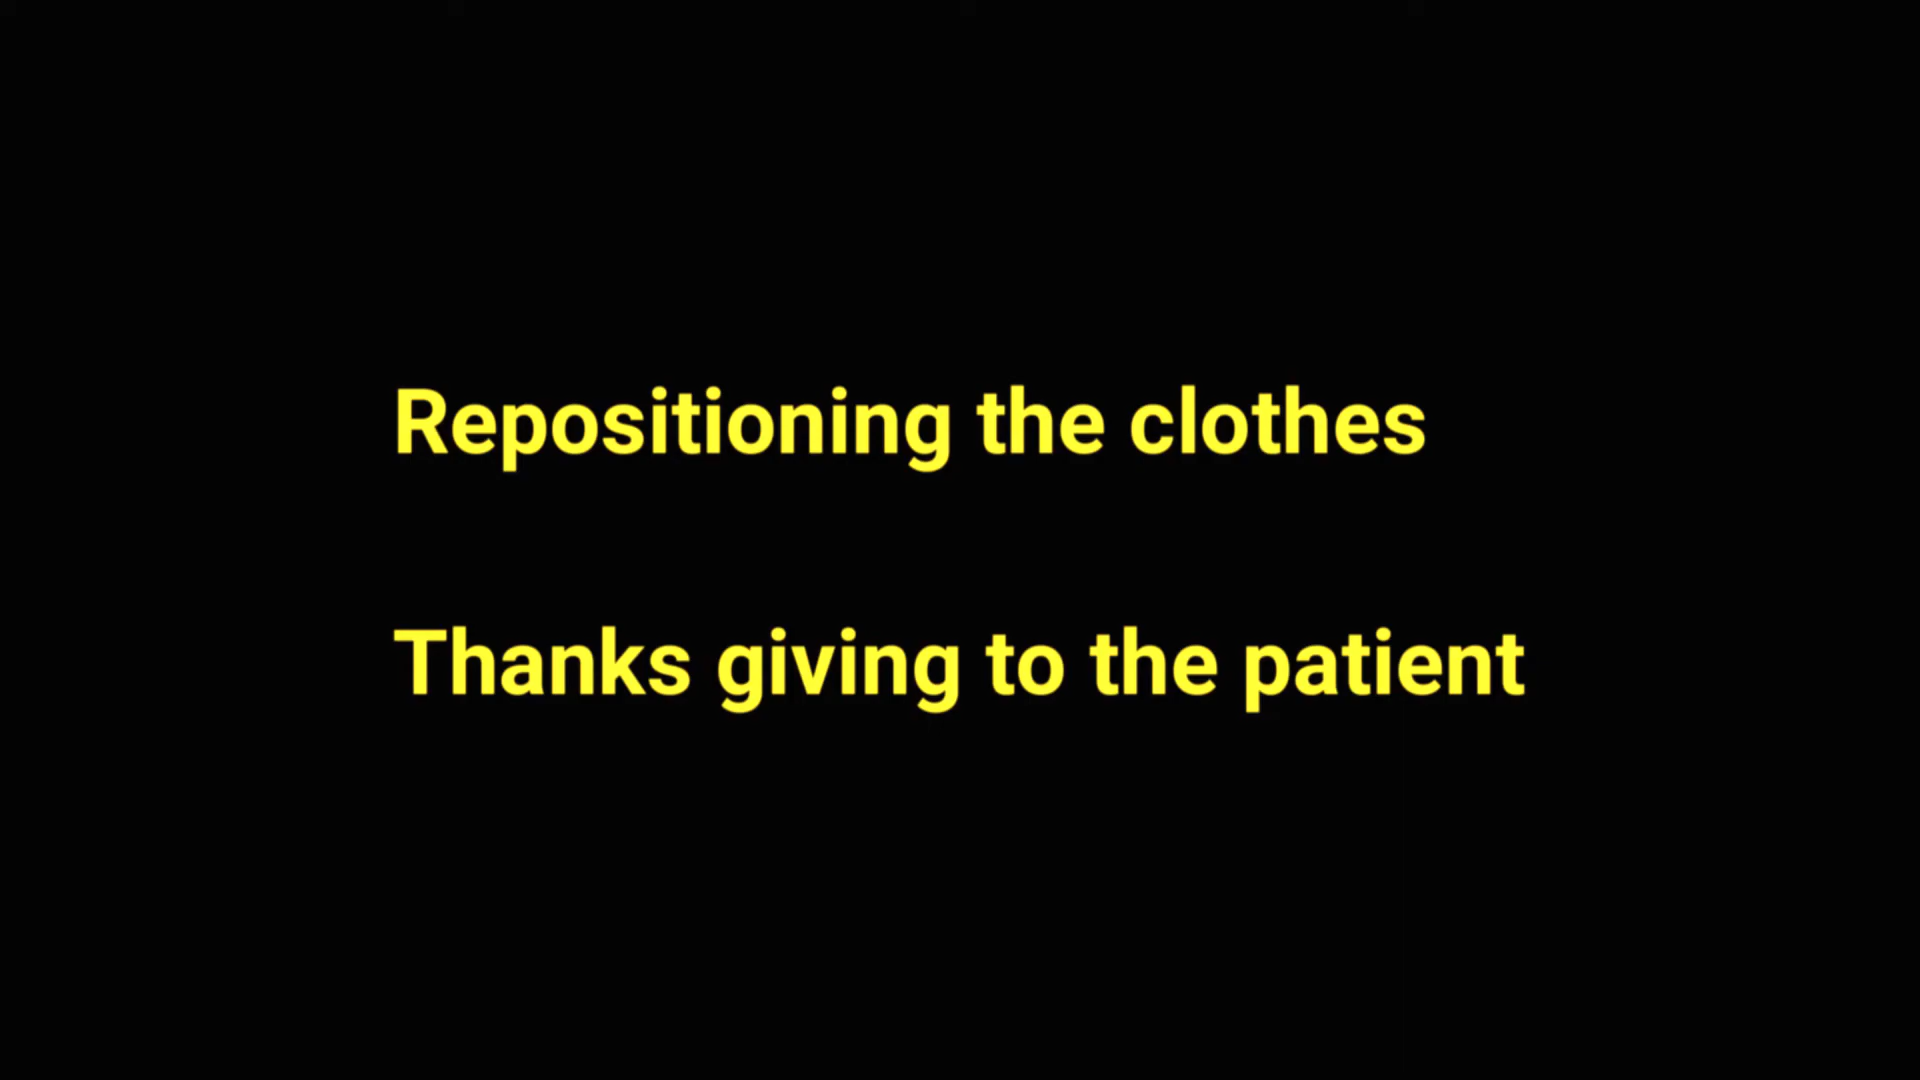 Repositioning the clothes
Thanks giving to the patient